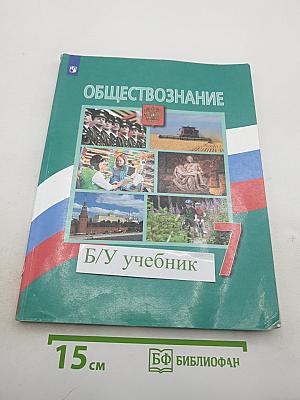 ОБЩЕСТВОЗНАНИЕ
7
Б/У учебник
15 см
БФ БИБЛИОФАН